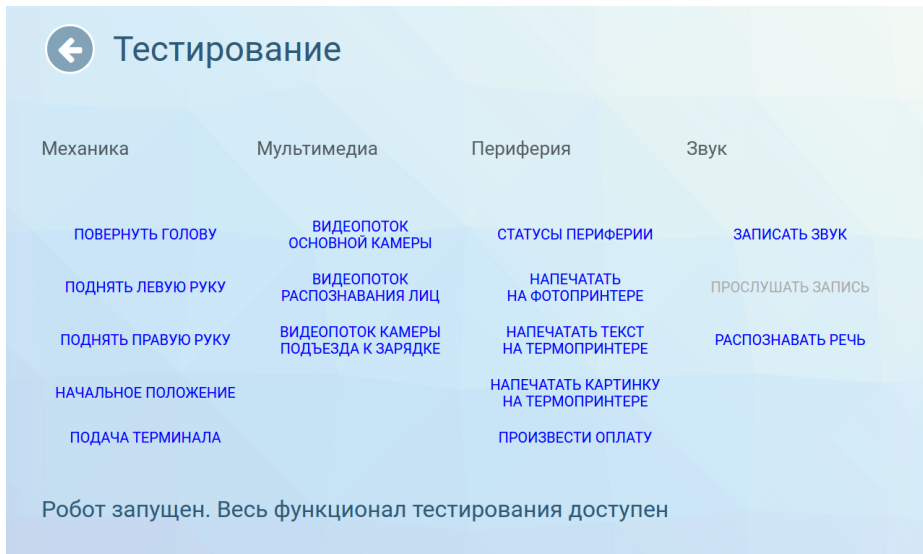 Тестирование
Механика
Мультимедиа
Периферия
Звук
ПОВЕРНУТЬ ГОЛОВУ
ВИДЕОПОТОК
ОСНОВНОЙ КАМЕРЫ
СТАТУСЫ ПЕРИФЕРИИ
ЗАПИСАТЬ ЗВУК
ПОДНЯТЬ ЛЕВУЮ РУКУ
ВИДЕОПОТОК
РАСПОЗНАВАНИЯ ЛИЦ
НАПЕЧАТАТЬ
НА ФОТОПРИНТЕРЕ
ПРОСЛУШАТЬ ЗАПИСЬ
ПОДНЯТЬ ПРАВУЮ РУКУ
ВИДЕОПОТОК КАМЕРЫ
ПОДЪЕЗДА К ЗАРЯДКЕ
НАПЕЧАТАТЬ ТЕКСТ
НА ТЕРМОПРИНТЕРЕ
РАСПОЗНАВАТЬ РЕЧЬ
НАЧАЛЬНОЕ ПОЛОЖЕНИЕ
НАПЕЧАТАТЬ КАРТИНКУ
НА ТЕРМОПРИНТЕРЕ
ПОДАЧА ТЕРМИНАЛА
ПРОИЗВЕСТИ ОПЛАТУ
Робот запущен. Весь функционал тестирования доступен